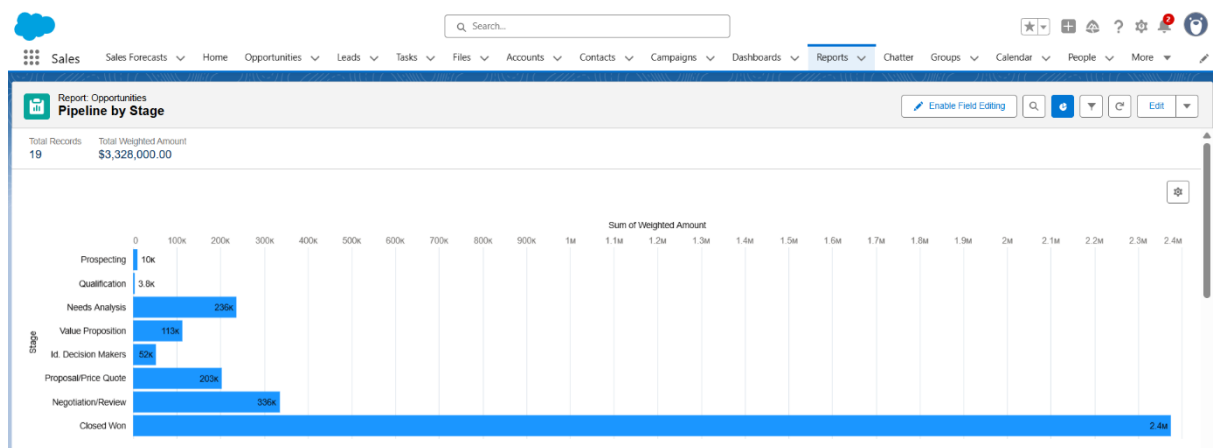 Search...
2
Sales Sales Forecasts Home Opportunities Leads Tasks Files Accounts Contacts Campaigns Dashboards Reports Chatter Groups Calendar People More
Report: Opportunities
Pipeline by Stage
Enable Field Editing Edit
Total Records Total Weighted Amount
19 $3,328,000.00
Sum of Weighted Amount
0 100K 200K 300K 400K 500K 600K 700K 800K 900K 1M 1.1M 1.2M 1.3M 1.4M 1.5M 1.6M 1.7M 1.8M 1.9M 2M 2.1M 2.2M 2.3M 2.4M
Stage
Prospecting 10K
Qualification 3.8K
Needs Analysis 236K
Value Proposition 113K
Id. Decision Makers 52K
Proposal/Price Quote 203K
Negotiation/Review 336K
Closed Won 2.4M